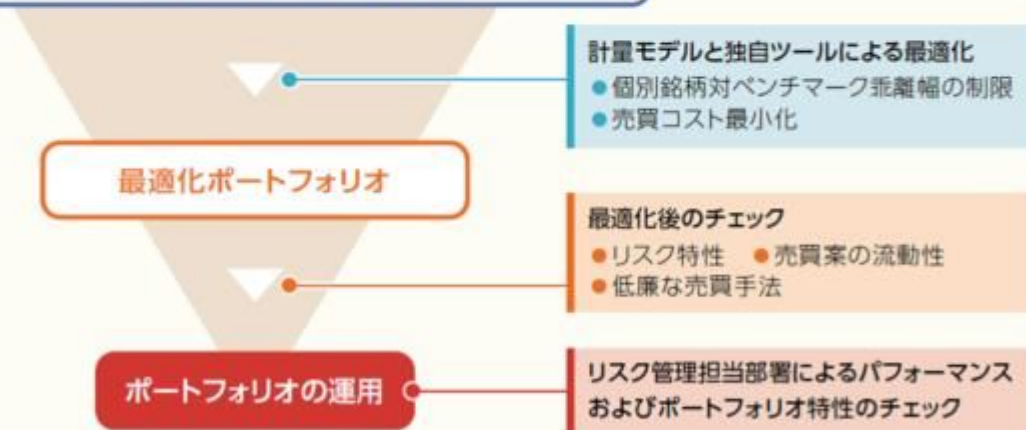 計量モデルと独自ツールによる最適化
●個別銘柄対ベンチマーク乖離幅の制限
●売買コスト最小化
最適化ポートフォリオ
最適化後のチェック
●リスク特性 ●売買案の流動性
●低廉な売買手法
ポートフォリオの運用
リスク管理担当部署によるパフォーマンス
およびポートフォリオ特性のチェック